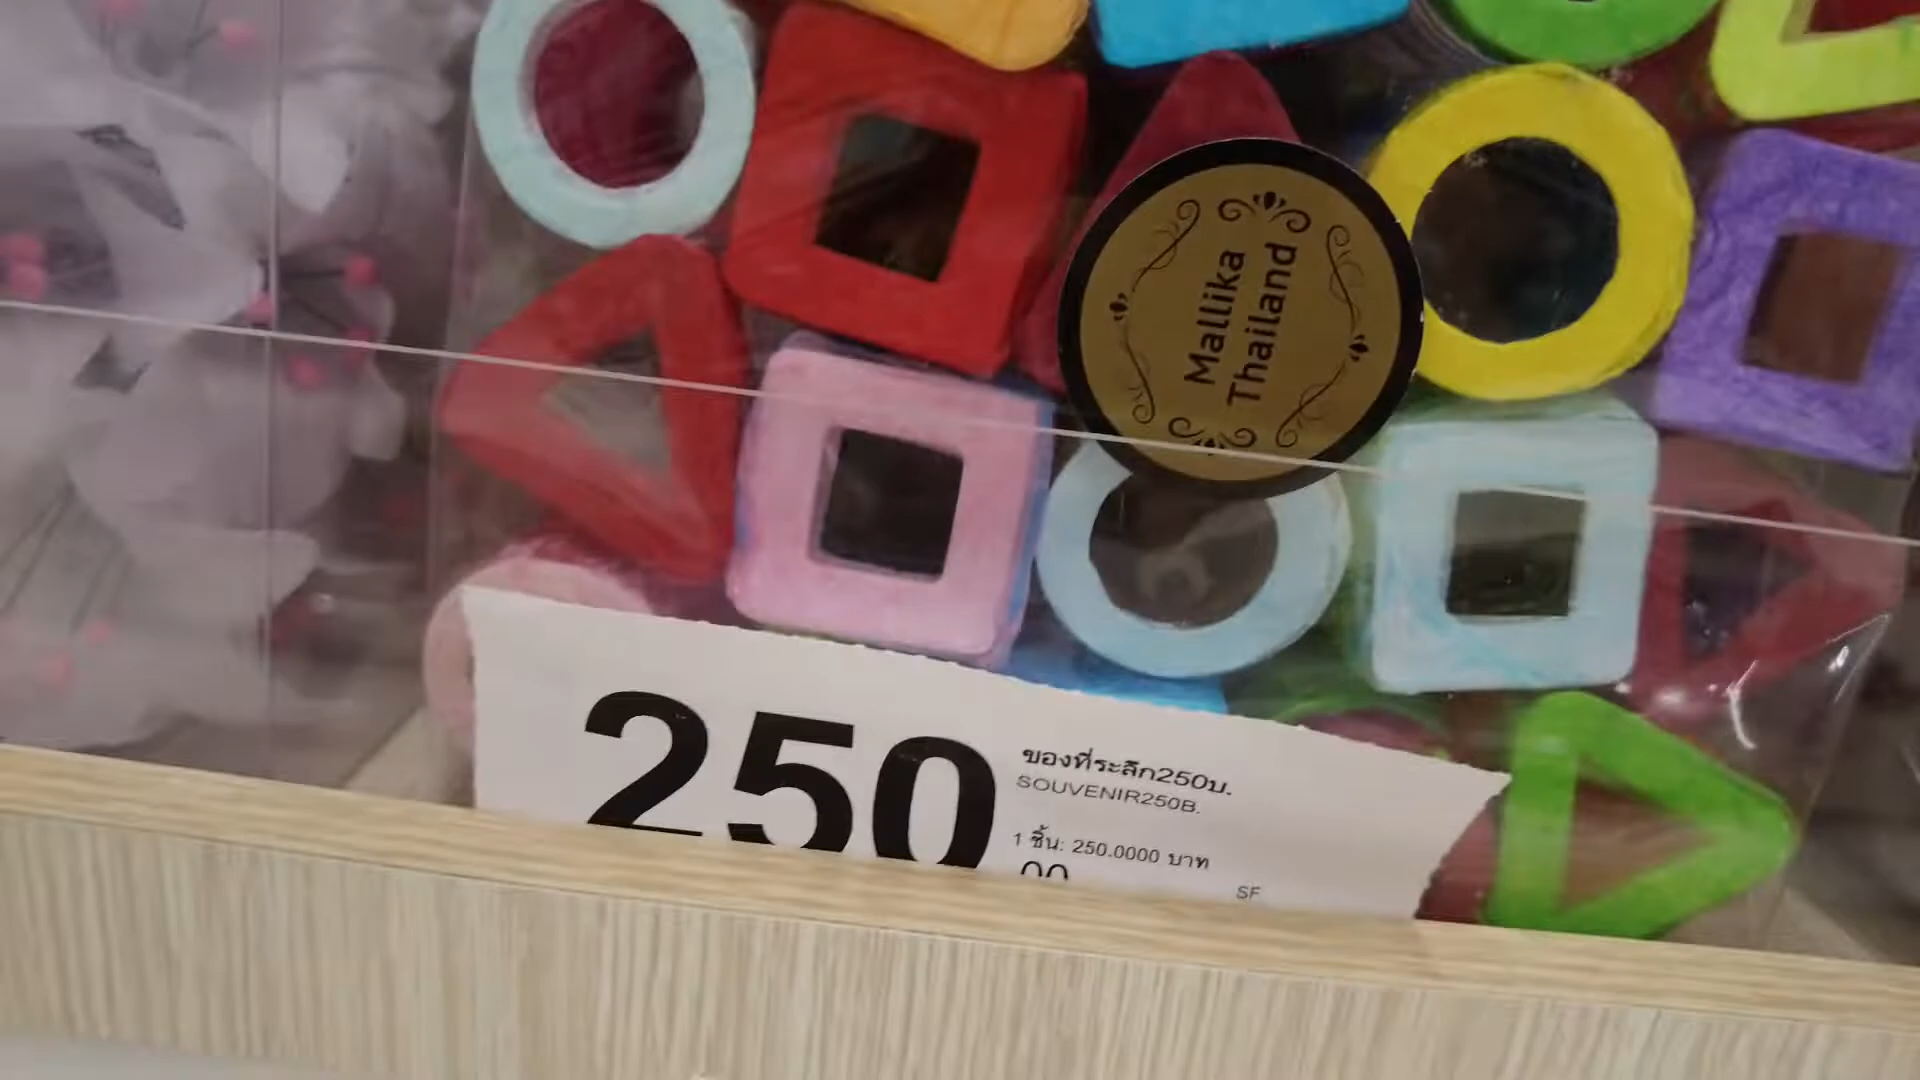 Mallika
Thailand
250
ของที่ระลึก250บ.
SOUVENIR250B.
1 ชิ้น: 250.0000 บาท
00
SF